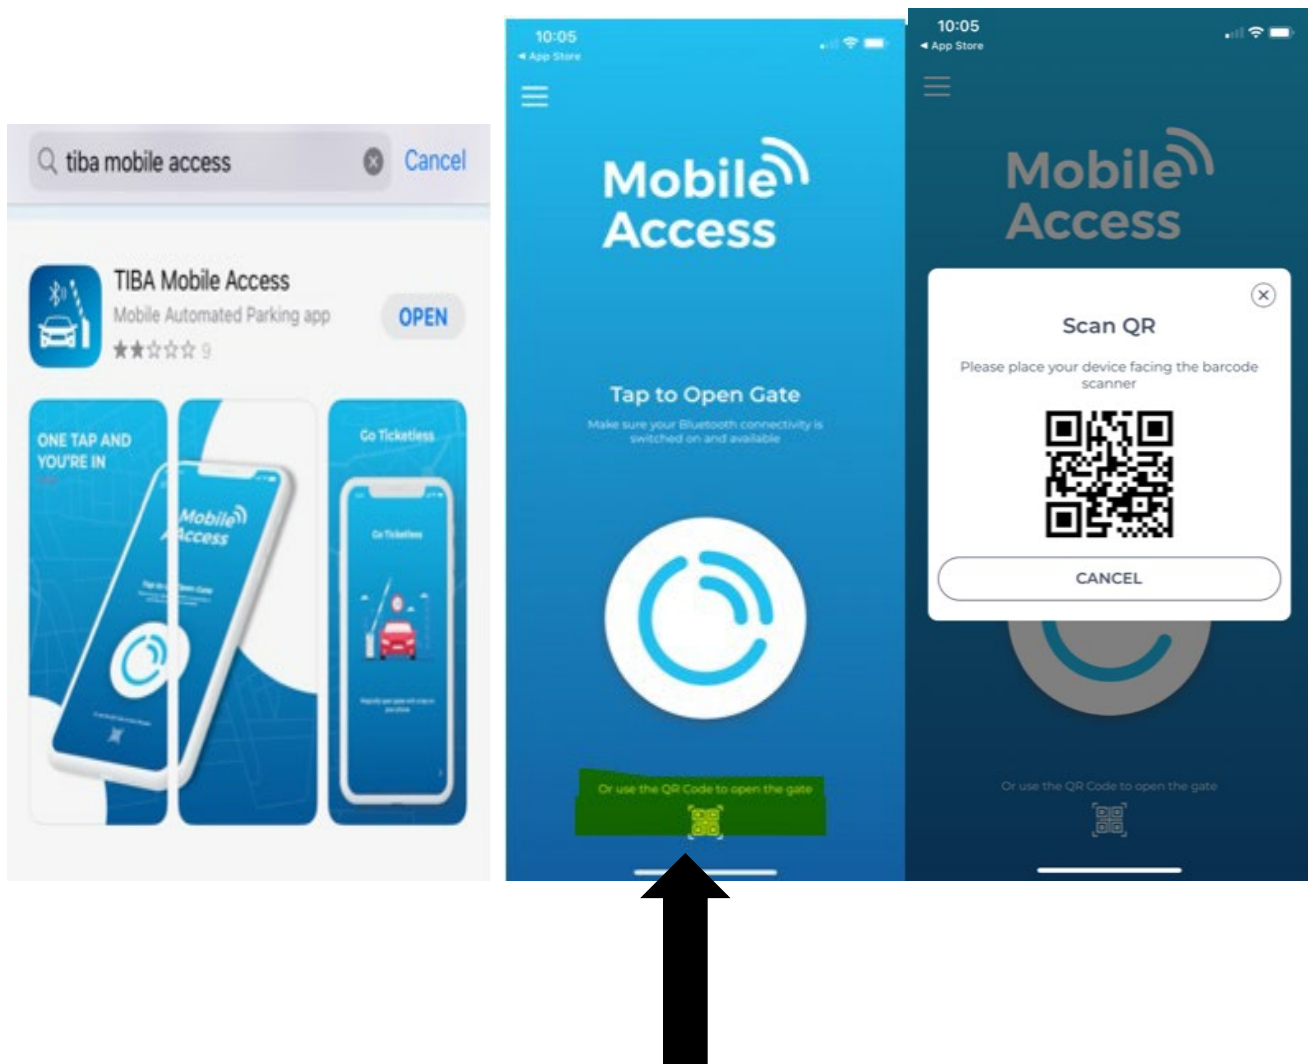 tiba mobile access
Cancel
TIBA Mobile Access
Mobile Automated Parking app
OPEN
9
ONE TAP AND
YOU'RE IN
Mobile
Access
Go Ticketless
Go Ticketless
10:05
App Store
Mobile
Access
Tap to Open Gate
Make sure your Bluetooth connectivity is
switched on and available
Or use the QR Code to open the gate
10:05
App Store
Mobile
Access
Scan QR
Please place your device facing the barcode
scanner
CANCEL
Or use the QR Code to open the gate